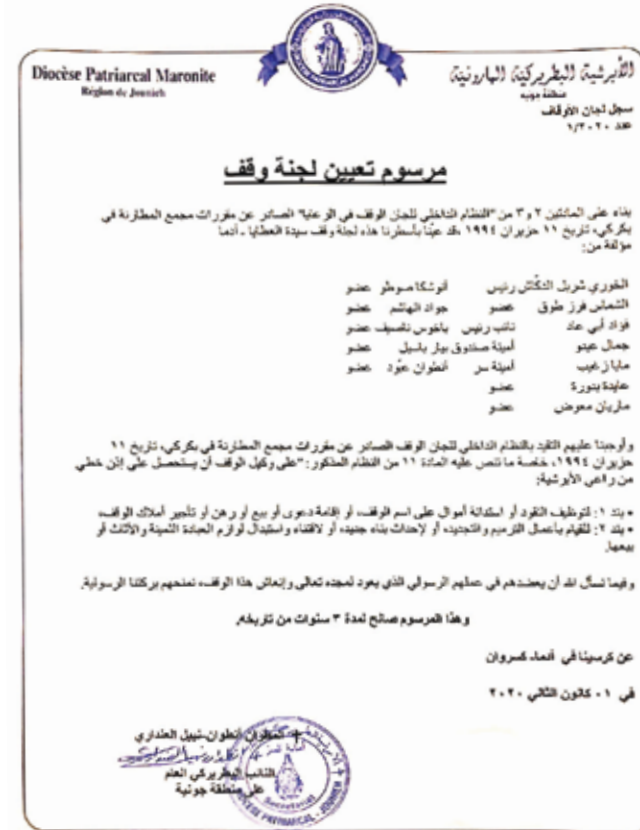 Diocèse Patriarcal Maronite
Région de Jounieh
الأبرشية البطريركية المارونية
منطقة جونيه
سجل لجان الأوقاف
عدد ١/٢٠٢٠
مرسوم تعيين لجنة وقف
بناء على المادتين ٢ و٣ من "النظام الداخلي للجان الوقف في الرعايا" الصادر عن مقررات مجمع المطارنة في
بكركي، تاريخ ١١ حزيران ١٩٩٤ ،قد عيّنا بأسطرنا هذه لجنة وقف سيدة العطايا - أدما
مؤلفة من:
الخوري شربل الدكّاش رئيس أنوشكا صوطو عضو
الشماس فرز طوق عضو جواد الهاشم عضو
فؤاد أبي عاد نائب رئيس باخوس ناصيف عضو
جمال عبدو أمينة صندوق بيار باسيل عضو
مايا زغيب أمينة سر أنطوان عبّود عضو
عايدة بدورة عضو
ماريان معوض عضو
وأوجبنا عليهم التقيد بالنظام الداخلي للجان الوقف الصادر عن مقررات مجمع المطارنة في بكركي، تاريخ ١١
حزيران ١٩٩٤، خاصة ما تنص عليه المادة ١١ من النظام المذكور: "على وكيل الوقف أن يستحصل على إذن خطي
من راعي الأبرشية:
• بند ١: لتوظيف النقود أو استدانة أموال على اسم الوقف، أو إقامة دعوى أو بيع أو رهن أو تأجير أملاك الوقف،
• بند ٢: للقيام بأعمال الترميم والتجديد، أو لإحداث بناء جديد، أو لاقتناء واستبدال لوازم العبادة الثمينة والأثاث أو
بيعها.
وفيما نسأل الله أن يعضدهم في عملهم الرسولي الذي يعود لمجده تعالى وإنعاش هذا الوقف، نمنحهم بركتنا الرسولية.
وهذا المرسوم صالح لمدة ٣ سنوات من تاريخه.
عن كرسينا في أدما، كسروان
في ٠١ كانون الثاني ٢٠٢٠
+ المطران أنطوان-نبيل العنداري
النائب البطريركي العام
على منطقة جونية